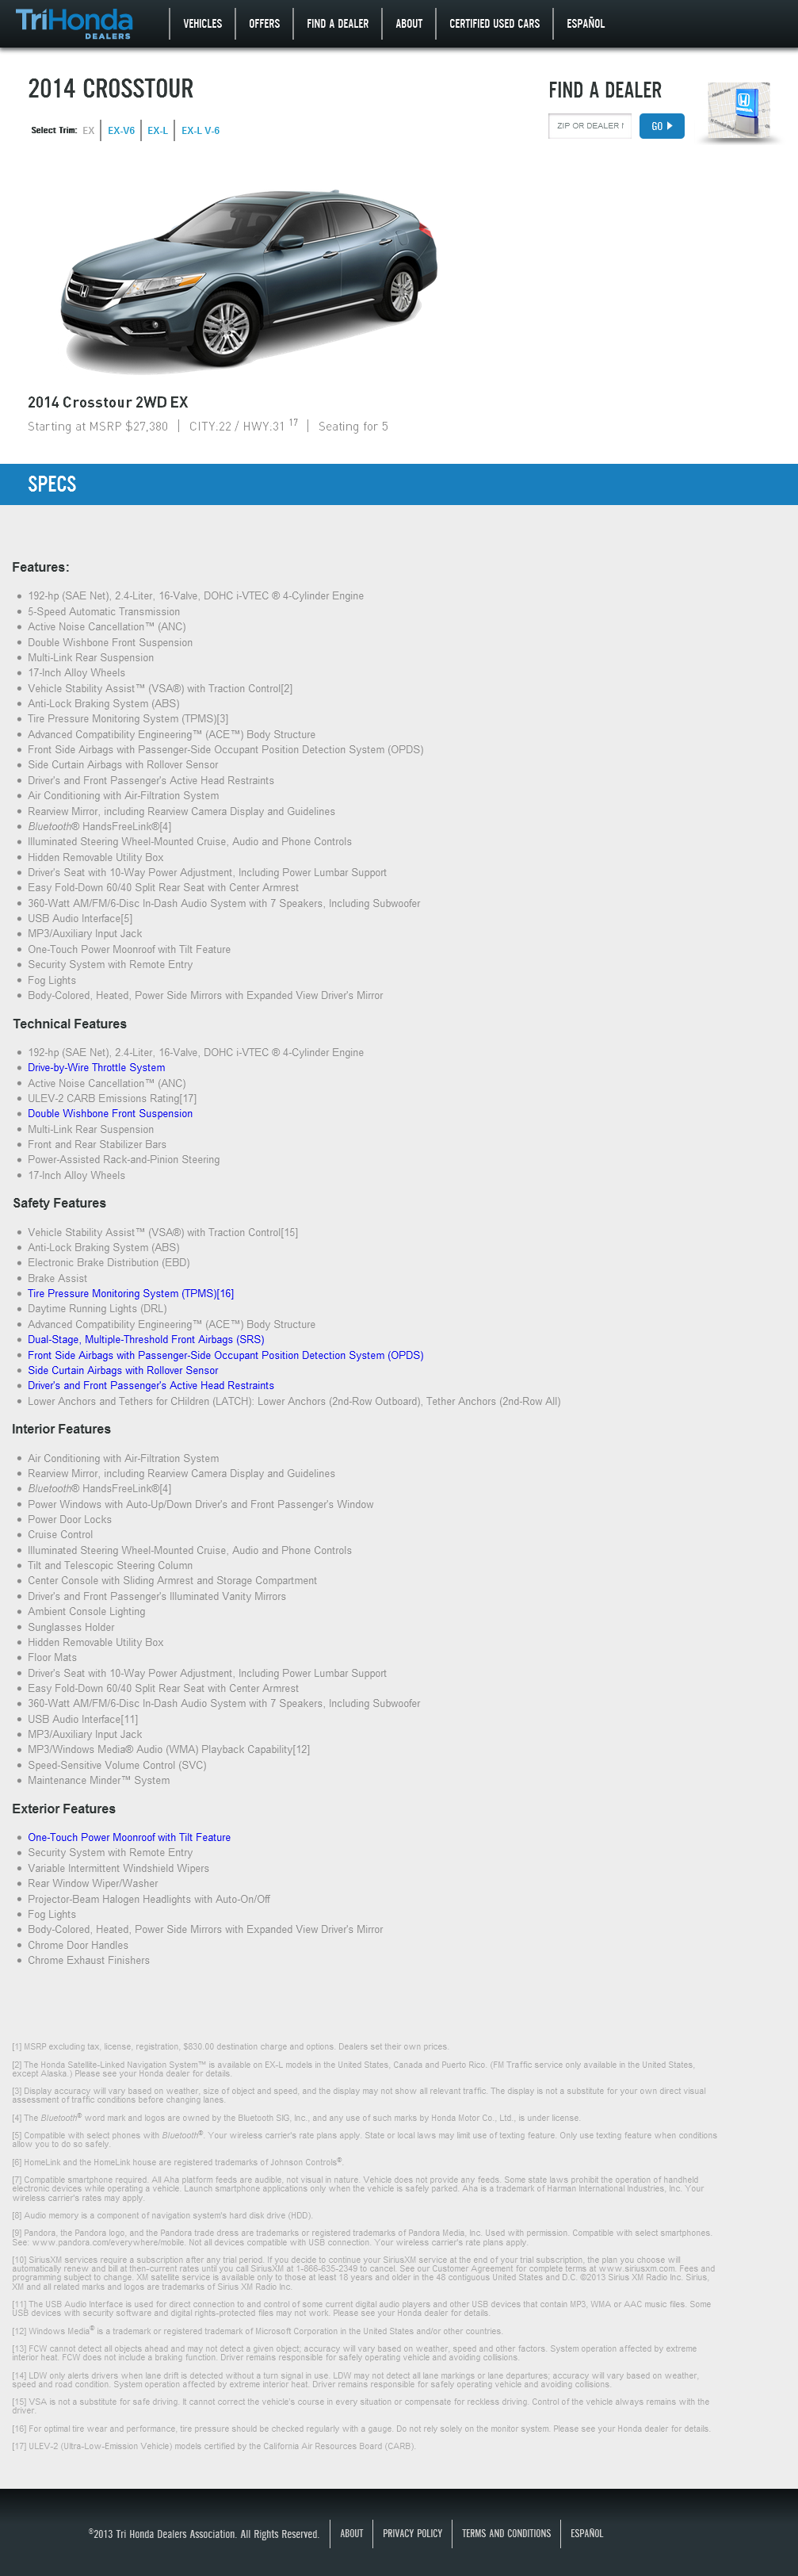 TriHonda
DEALERS
VEHICLES
OFFERS
FIND A DEALER
ABOUT
CERTIFIED USED CARS
ESPAÑOL
2014 CROSSTOUR
Select Trim: EX EX-V6 EX-L EX-L V-6
FIND A DEALER
ZIP OR DEALER
GO
2014 Crosstour 2WD EX
Starting at MSRP $27,380 | CITY.22 / HWY.31 17 | Seating for 5
SPECS
Features:
192-hp (SAE Net), 2.4-Liter, 16-Valve, DOHC i-VTEC ® 4-Cylinder Engine
5-Speed Automatic Transmission
Active Noise Cancellation™ (ANC)
Double Wishbone Front Suspension
Multi-Link Rear Suspension
17-Inch Alloy Wheels
Vehicle Stability Assist™ (VSA®) with Traction Control[2]
Anti-Lock Braking System (ABS)
Tire Pressure Monitoring System (TPMS)[3]
Advanced Compatibility Engineering™ (ACE™) Body Structure
Front Side Airbags with Passenger-Side Occupant Position Detection System (OPDS)
Side Curtain Airbags with Rollover Sensor
Driver's and Front Passenger's Active Head Restraints
Air Conditioning with Air-Filtration System
Rearview Mirror, including Rearview Camera Display and Guidelines
Bluetooth® HandsFreeLink®[4]
Illuminated Steering Wheel-Mounted Cruise, Audio and Phone Controls
Hidden Removable Utility Box
Driver's Seat with 10-Way Power Adjustment, Including Power Lumbar Support
Easy Fold-Down 60/40 Split Rear Seat with Center Armrest
360-Watt AM/FM/6-Disc In-Dash Audio System with 7 Speakers, Including Subwoofer
USB Audio Interface[5]
MP3/Auxiliary Input Jack
One-Touch Power Moonroof with Tilt Feature
Security System with Remote Entry
Fog Lights
Body-Colored, Heated, Power Side Mirrors with Expanded View Driver's Mirror
Technical Features
192-hp (SAE Net), 2.4-Liter, 16-Valve, DOHC i-VTEC ® 4-Cylinder Engine
Drive-by-Wire Throttle System
Active Noise Cancellation™ (ANC)
ULEV-2 CARB Emissions Rating[17]
Double Wishbone Front Suspension
Multi-Link Rear Suspension
Front and Rear Stabilizer Bars
Power-Assisted Rack-and-Pinion Steering
17-Inch Alloy Wheels
Safety Features
Vehicle Stability Assist™ (VSA®) with Traction Control[15]
Anti-Lock Braking System (ABS)
Electronic Brake Distribution (EBD)
Brake Assist
Tire Pressure Monitoring System (TPMS)[16]
Daytime Running Lights (DRL)
Advanced Compatibility Engineering™ (ACE™) Body Structure
Dual-Stage, Multiple-Threshold Front Airbags (SRS)
Front Side Airbags with Passenger-Side Occupant Position Detection System (OPDS)
Side Curtain Airbags with Rollover Sensor
Driver's and Front Passenger's Active Head Restraints
Lower Anchors and Tethers for CHildren (LATCH): Lower Anchors (2nd-Row Outboard), Tether Anchors (2nd-Row All)
Interior Features
Air Conditioning with Air-Filtration System
Rearview Mirror, including Rearview Camera Display and Guidelines
Bluetooth® HandsFreeLink®[4]
Power Windows with Auto-Up/Down Driver's and Front Passenger's Window
Power Door Locks
Cruise Control
Illuminated Steering Wheel-Mounted Cruise, Audio and Phone Controls
Tilt and Telescopic Steering Column
Center Console with Sliding Armrest and Storage Compartment
Driver's and Front Passenger's Illuminated Vanity Mirrors
Ambient Console Lighting
Sunglasses Holder
Hidden Removable Utility Box
Floor Mats
Driver's Seat with 10-Way Power Adjustment, Including Power Lumbar Support
Easy Fold-Down 60/40 Split Rear Seat with Center Armrest
360-Watt AM/FM/6-Disc In-Dash Audio System with 7 Speakers, Including Subwoofer
USB Audio Interface[11]
MP3/Auxiliary Input Jack
MP3/Windows Media® Audio (WMA) Playback Capability[12]
Speed-Sensitive Volume Control (SVC)
Maintenance Minder™ System
Exterior Features
One-Touch Power Moonroof with Tilt Feature
Security System with Remote Entry
Variable Intermittent Windshield Wipers
Rear Window Wiper/Washer
Projector-Beam Halogen Headlights with Auto-On/Off
Fog Lights
Body-Colored, Heated, Power Side Mirrors with Expanded View Driver's Mirror
Chrome Door Handles
Chrome Exhaust Finishers
[1] MSRP excluding tax, license, registration, $830.00 destination charge and options. Dealers set their own prices.
[2] The Honda Satellite-Linked Navigation System™ is available on EX-L models in the United States, Canada and Puerto Rico. (FM Traffic service only available in the United States,
except Alaska.) Please see your Honda dealer for details.
[3] Display accuracy will vary based on weather, size of object and speed, and the display may not show all relevant traffic. The display is not a substitute for your own direct visual
assessment of traffic conditions before changing lanes.
[4] The Bluetooth® word mark and logos are owned by the Bluetooth SIG, Inc., and any use of such marks by Honda Motor Co., Ltd., is under license.
[5] Compatible with select phones with Bluetooth®. Your wireless carrier's rate plans apply. State or local laws may limit use of texting feature. Only use texting feature when conditions
allow you to do so safely.
[6] HomeLink and the HomeLink house are registered trademarks of Johnson Controls®.
[7] Compatible smartphone required. All Aha platform feeds are audible, not visual in nature. Vehicle does not provide any feeds. Some state laws prohibit the operation of handheld
electronic devices while operating a vehicle. Launch smartphone applications only when the vehicle is safely parked. Aha is a trademark of Harman International Industries, Inc. Your
wireless carrier's rates may apply.
[8] Audio memory is a component of navigation system's hard disk drive (HDD).
[9] Pandora, the Pandora logo, and the Pandora trade dress are trademarks or registered trademarks of Pandora Media, Inc. Used with permission. Compatible with select smartphones.
See: www.pandora.com/everywhere/mobile. Not all devices compatible with USB connection. Your wireless carrier's rate plans apply.
[10] SiriusXM services require a subscription after any trial period. If you decide to continue your SiriusXM service at the end of your trial subscription, the plan you choose will
automatically renew and bill at then-current rates until you call SiriusXM at 1-866-635-2349 to cancel. See our Customer Agreement for complete terms at www.siriusxm.com. Fees and
programming subject to change. XM satellite service is available only to those at least 18 years and older in the 48 contiguous United States and D.C. ©2013 Sirius XM Radio Inc. Sirius,
XM and all related marks and logos are trademarks of Sirius XM Radio Inc.
[11] The USB Audio Interface is used for direct connection to and control of some current digital audio players and other USB devices that contain MP3, WMA or AAC music files. Some
USB devices with security software and digital rights-protected files may not work. Please see your Honda dealer for details.
[12] Windows Media® is a trademark or registered trademark of Microsoft Corporation in the United States and/or other countries.
[13] FCW cannot detect all objects ahead and may not detect a given object; accuracy will vary based on weather, speed and other factors. System operation affected by extreme
interior heat. FCW does not include a braking function. Driver remains responsible for safely operating vehicle and avoiding collisions.
[14] LDW only alerts drivers when lane drift is detected without a turn signal in use. LDW may not detect all lane markings or lane departures; accuracy will vary based on weather,
speed and road condition. System operation affected by extreme interior heat. Driver remains responsible for safely operating vehicle and avoiding collisions.
[15] VSA is not a substitute for safe driving. It cannot correct the vehicle's course in every situation or compensate for reckless driving. Control of the vehicle always remains with the
driver.
[16] For optimal tire wear and performance, tire pressure should be checked regularly with a gauge. Do not rely solely on the monitor system. Please see your Honda dealer for details.
[17] ULEV-2 (Ultra-Low-Emission Vehicle) models certified by the California Air Resources Board (CARB).
©2013 Tri Honda Dealers Association. All Rights Reserved.
ABOUT
PRIVACY POLICY
TERMS AND CONDITIONS
ESPAÑOL